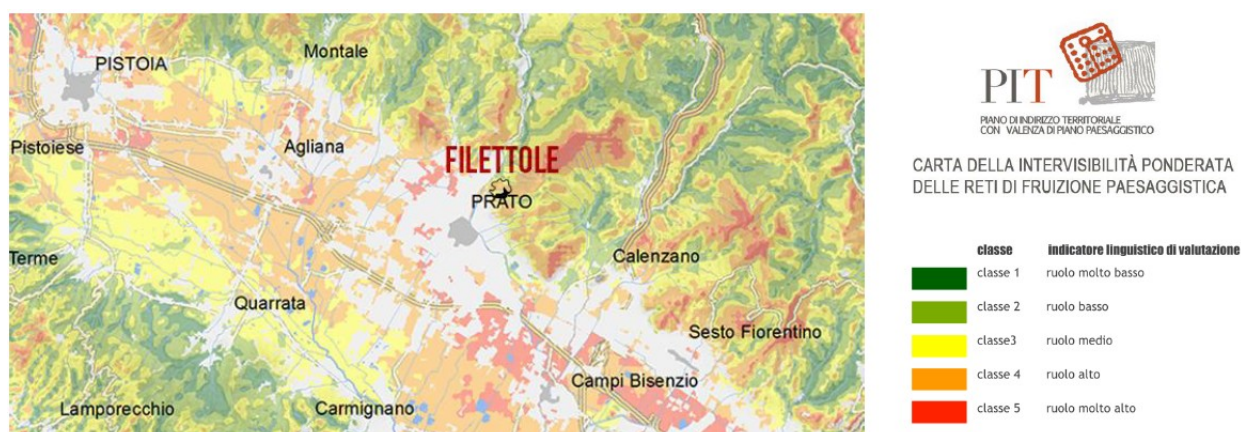 Montale
PISTOIA
Pistoiese
Agliana
FILETTOLE
PRATO
Terme
Calenzano
Quarrata
Sesto Fiorentino
Campi Bisenzio
Lamporecchio
Carmignano
PIT
PIANO DI INDIRIZZO TERRITORIALE
CON VALENZA DI PIANO PAESAGGISTICO
CARTA DELLA INTERVISIBILITÀ PONDERATA
DELLE RETI DI FRUIZIONE PAESAGGISTICA
classe indicatore linguistico di valutazione
classe 1 ruolo molto basso
classe 2 ruolo basso
classe3 ruolo medio
classe 4 ruolo alto
classe 5 ruolo molto alto